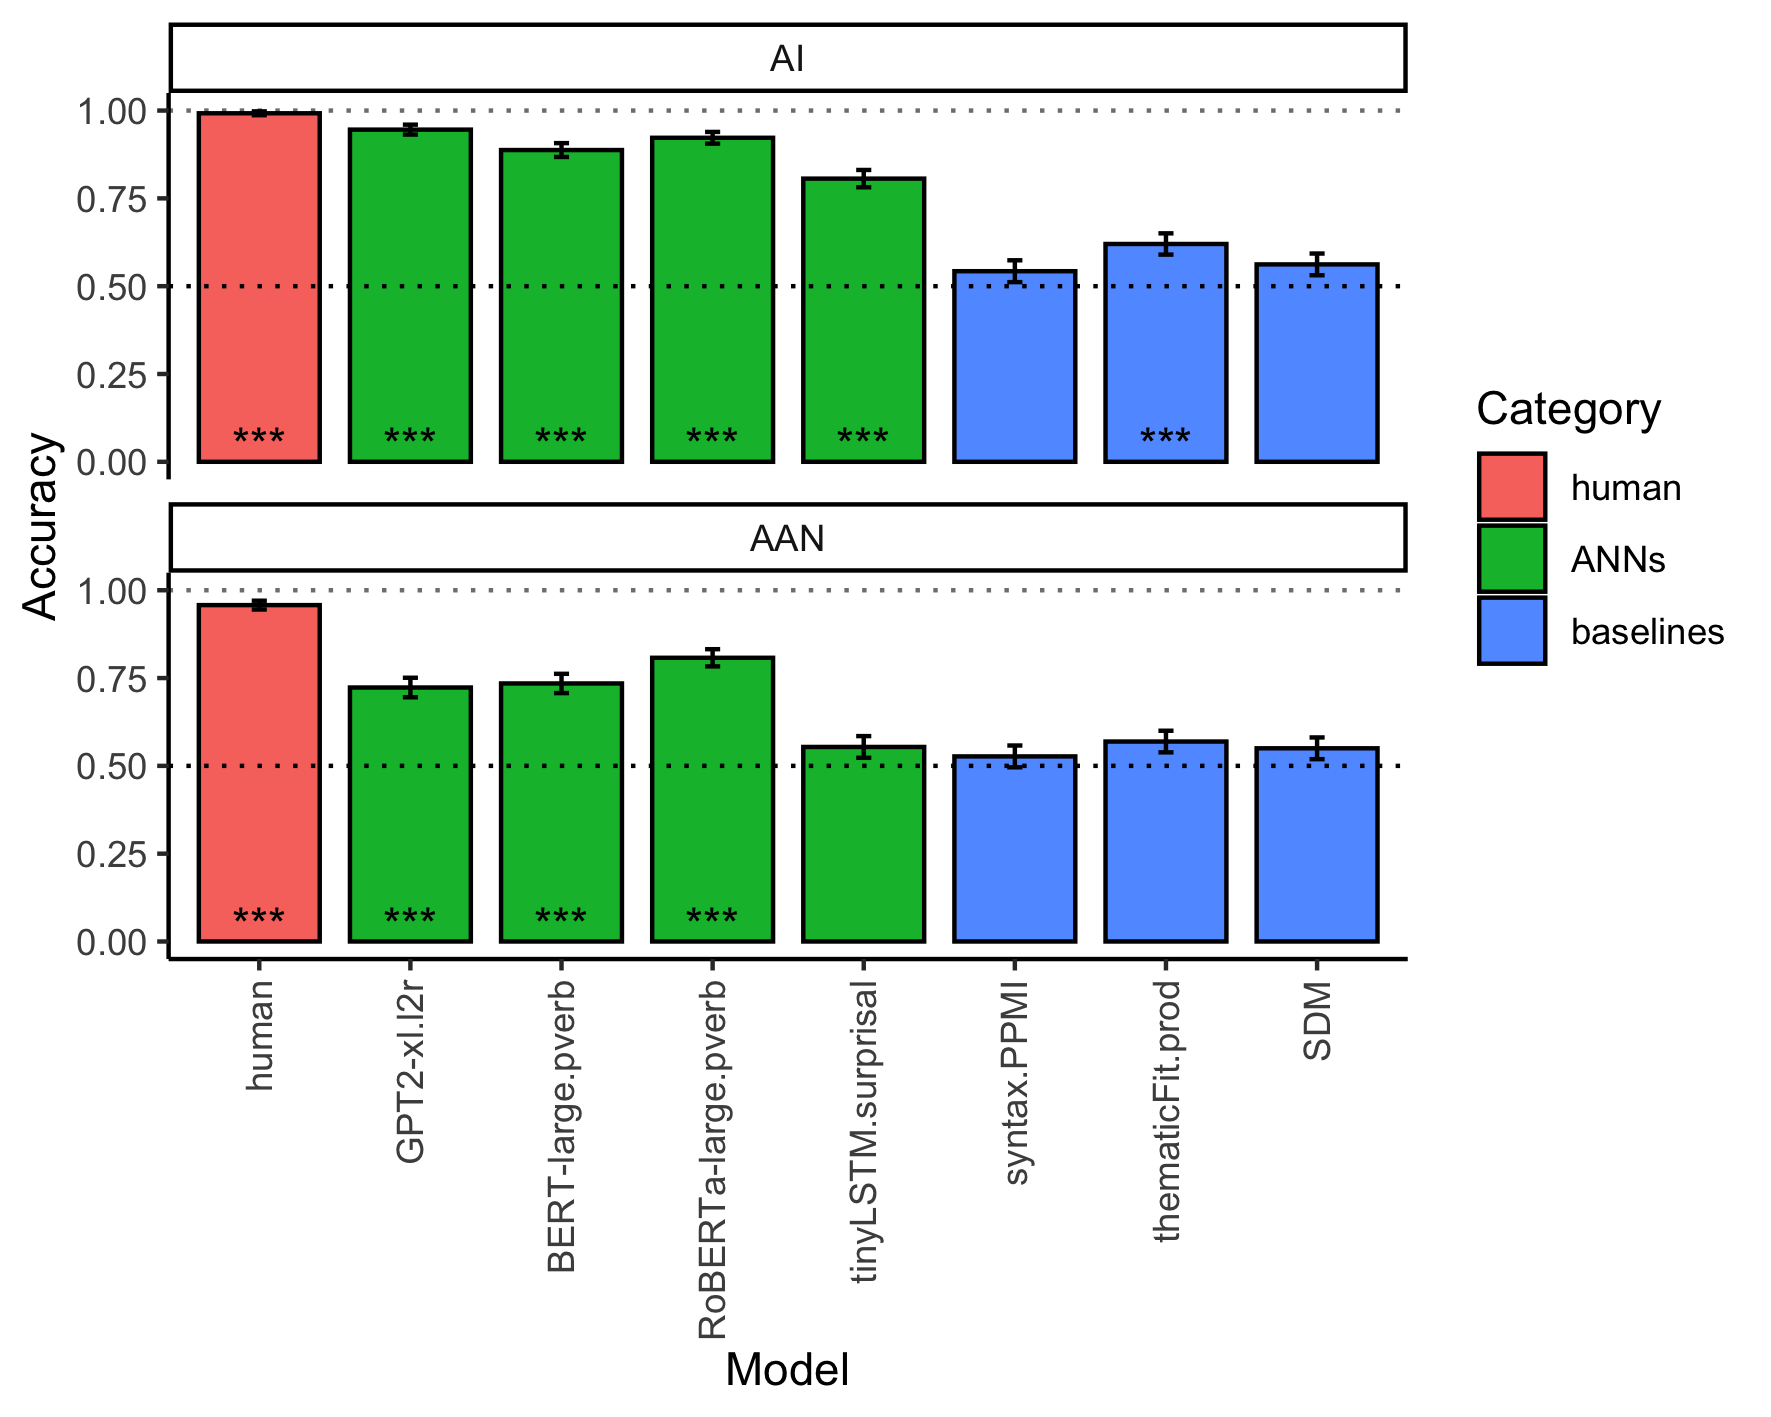 AI
1.00
0.75
0.50
0.25
0.00
*** *** *** *** *** ***
AAN
1.00
0.75
0.50
0.25
0.00
*** *** *** ***
Accuracy
human
GPT2-xl.l2r
BERT-large.pverb
RoBERTa-large.pverb
tinyLSTM.surprisal
syntax.PPMI
thematicFit.prod
SDM
Model
Category
human
ANNs
baselines